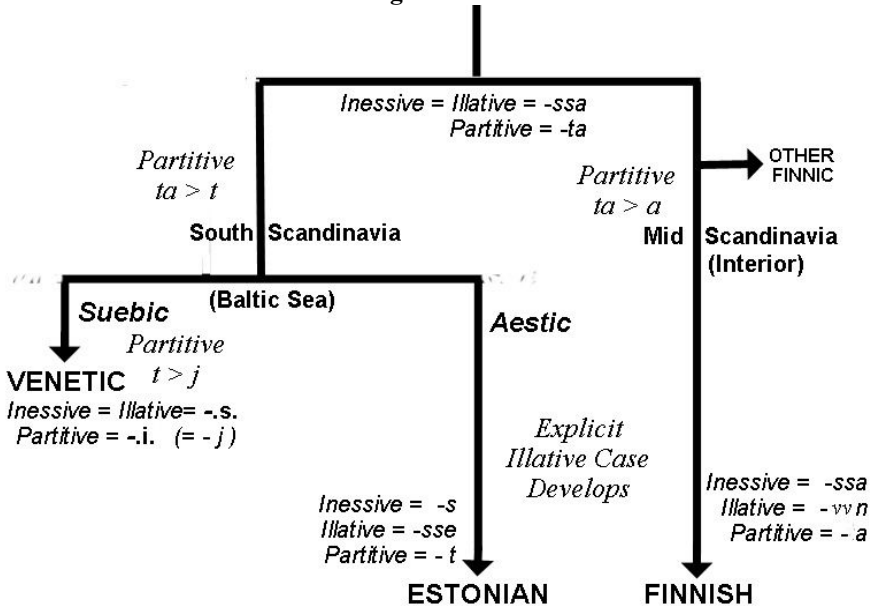 Inessive = Illative = -ssa
Partitive = -ta
Partitive
ta > t
Partitive
ta > a
OTHER
FINNIC
South Scandinavia
Mid Scandinavia
(Interior)
(Baltic Sea)
Suebic
Aestic
Partitive
t > j
VENETIC
Inessive = Illative= -.s.
Partitive = -.i. (= - j )
Explicit
Illative Case
Develops
Inessive = -s
Illative = -sse
Partitive = - t
Inessive = -ssa
Illative = - vv n
Partitive = - a
ESTONIAN
FINNISH